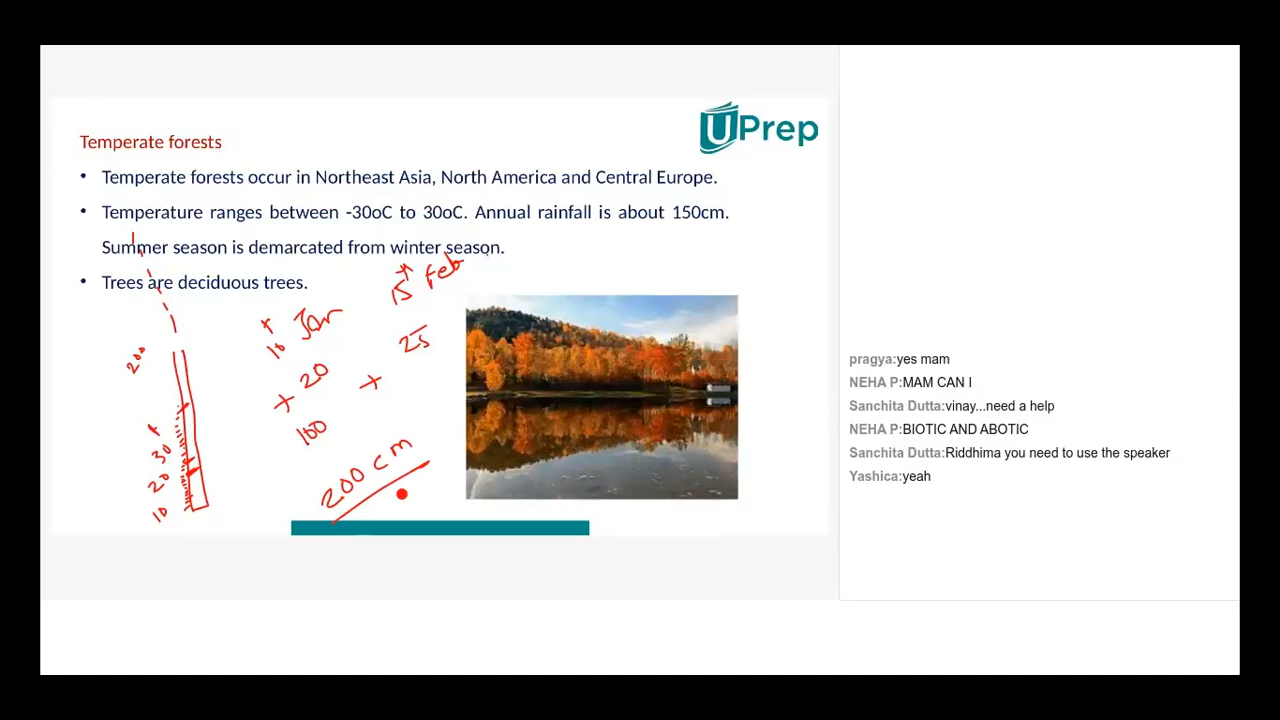 UPrep
Temperate forests
• Temperate forests occur in Northeast Asia, North America and Central Europe.
• Temperature ranges between -30oC to 30oC. Annual rainfall is about 150cm.
Summer season is demarcated from winter season.
• Trees are deciduous trees.
10 Jan
15 Feb
20
25
+
+
100
200 cm
200
30
20
10
pragya:yes mam
NEHA P:MAM CAN I
Sanchita Dutta:vinay...need a help
NEHA P:BIOTIC AND ABOTIC
Sanchita Dutta:Riddhima you need to use the speaker
Yashica:yeah